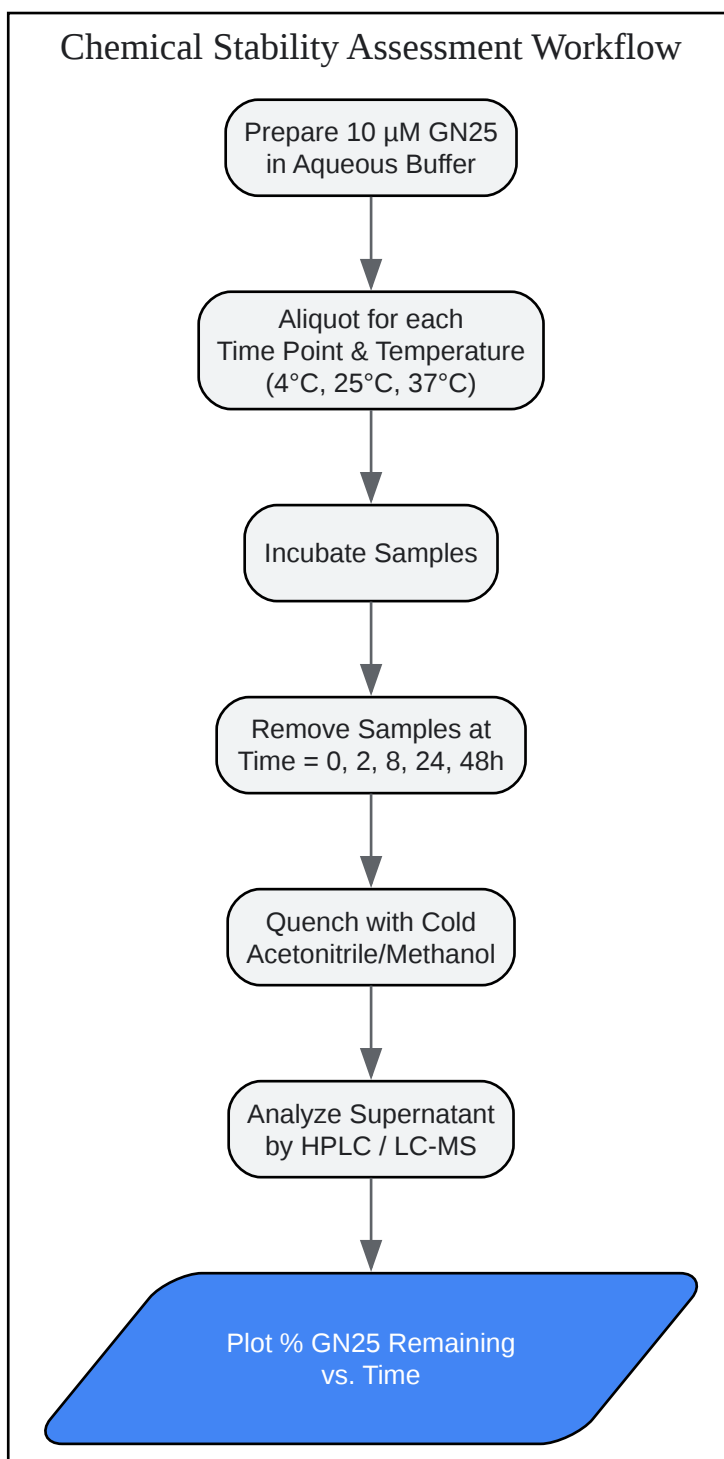 Chemical Stability Assessment Workflow
Prepare 10 µM GN25
in Aqueous Buffer
Aliquot for each
Time Point & Temperature
(4°C, 25°C, 37°C)
Incubate Samples
Remove Samples at
Time = 0, 2, 8, 24, 48h
Quench with Cold
Acetonitrile/Methanol
Analyze Supernatant
by HPLC / LC-MS
Plot % GN25 Remaining
vs. Time